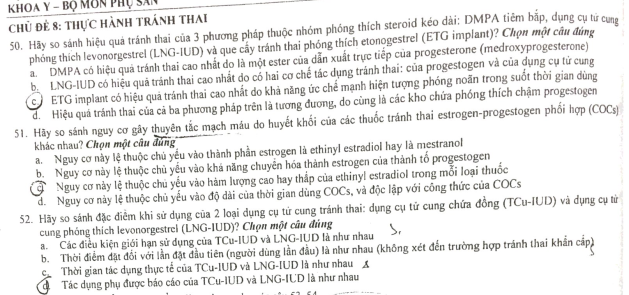 KHOA Y – BỘ MÔN PHỤ SẢN
CHỦ ĐỀ 8: THỰC HÀNH TRÁNH THAI
50. Hãy so sánh hiệu quả tránh thai của 3 phương pháp thuộc nhóm phóng thích steroid kéo dài: DMPA tiêm bắp, dụng cụ tử cung
phóng thích levonorgestrel (LNG-IUD) và que cấy tránh thai phóng thích etonogestrel (ETG implant)? Chọn một câu đúng
a. DMPA có hiệu quả tránh thai cao nhất do là một ester của dẫn xuất trực tiếp của progesterone (medroxyprogesterone)
b. LNG-IUD có hiệu quả tránh thai cao nhất do có hai cơ chế tác dụng tránh thai: của progestogen và của dụng cụ tử cung
c. ETG implant có hiệu quả tránh thai cao nhất do khả năng ức chế mạnh hiện tượng phóng noãn trong suốt thời gian dùng
d. Hiệu quả tránh thai của cả ba phương pháp trên là tương đương, do cùng là các kho chứa phóng thích chậm progestogen
51. Hãy so sánh nguy cơ gây thuyên tắc mạch máu do huyết khối của các thuốc tránh thai estrogen-progestogen phối hợp (COCs)
khác nhau? Chọn một câu đúng
a. Nguy cơ này lệ thuộc chủ yếu vào thành phần estrogen là ethinyl estradiol hay là mestranol
b. Nguy cơ này lệ thuộc chủ yếu vào khả năng chuyển hóa thành estrogen của thành tố progestogen
c. Nguy cơ này lệ thuộc chủ yếu vào hàm lượng cao hay thấp của ethinyl estradiol trong mỗi loại thuốc
d. Nguy cơ này lệ thuộc chủ yếu vào độ dài của thời gian dùng COCs, và độc lập với công thức của COCs
52. Hãy so sánh đặc điểm khi sử dụng của 2 loại dụng cụ tử cung tránh thai: dụng cụ tử cung chứa đồng (TCu-IUD) và dụng cụ tử
cung phóng thích levonorgestrel (LNG-IUD)? Chọn một câu đúng
a. Các điều kiện giới hạn sử dụng của TCu-IUD và LNG-IUD là như nhau
b. Thời điểm đặt đối với lần đặt đầu tiên (người dùng lần đầu) là như nhau (không xét đến trường hợp tránh thai khẩn cấp)
c. Thời gian tác dụng thực tế của TCu-IUD và LNG-IUD là như nhau
d. Tác dụng phụ được báo cáo của TCu-IUD và LNG-IUD là như nhau